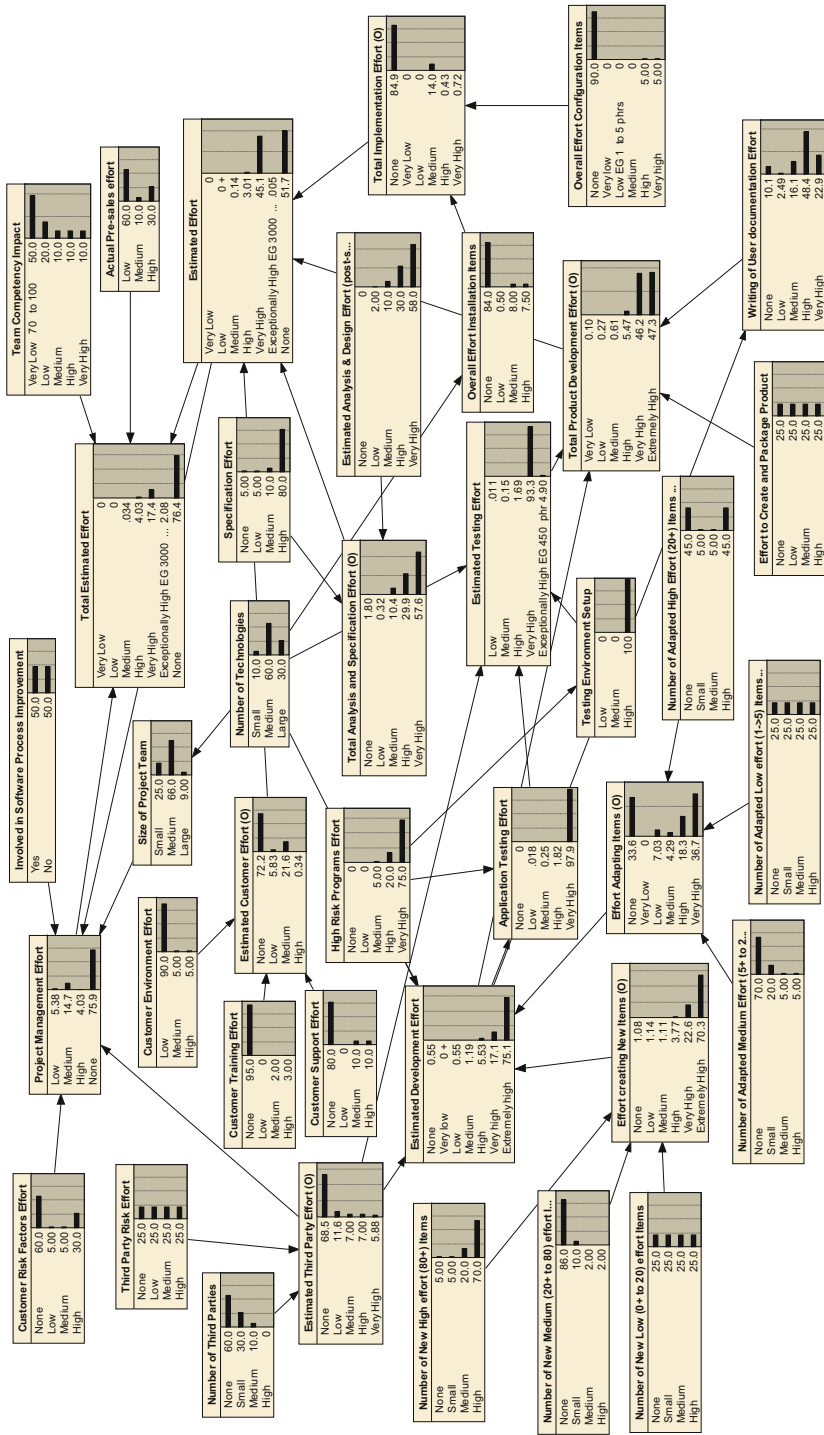 Customer Risk Factors Effort
None 60.0
Low 5.00
Medium 5.00
High 30.0
Project Management Effort
Low 5.38
Medium 14.7
High 4.03
None 75.9
Involved in Software Process Improvement
Yes 50.0
No 50.0
Team Competency Impact
Very Low 70 to 100 50.0
Low 20.0
Medium 10.0
High 10.0
Very High 10.0
Third Party Risk Effort
None 25.0
Low 25.0
Medium 25.0
High 25.0
Customer Environment Effort
None 90.0
Low 5.00
Medium 5.00
Size of Project Team
Small 25.0
Medium 66.0
Large 9.00
Total Estimated Effort
Very Low 0
Low 0
Medium .034
High 4.03
Very High 17.4
Exceptionally High EG 3000 ... 2.08
None 76.4
Actual Pre-sales effort
Low 60.0
Medium 10.0
High 30.0
Number of Third Parties
None 60.0
Small 30.0
Medium 10.0
High 0
Customer Training Effort
None 95.0
Low 0
Medium 2.00
High 3.00
Estimated Customer Effort (O)
None 72.2
Low 5.83
Medium 21.6
High 0.34
Number of Technologies
Small 10.0
Medium 60.0
Large 30.0
Specification Effort
None 5.00
Low 5.00
Medium 10.0
High 80.0
Estimated Effort
Very Low 0
Low 0 +
Medium 0.14
High 3.01
Very High 45.1
Exceptionally High EG 3000 ... .005
None 51.7
Estimated Third Party Effort (O)
None 68.5
Low 11.6
Medium 7.00
High 7.00
Very High 5.88
Customer Support Effort
None 80.0
Low 0
Medium 10.0
High 10.0
High Risk Programs Effort
None 0
Low 0
Medium 5.00
High 20.0
Very High 75.0
Total Analysis and Specification Effort (O)
None 1.80
Low 0.32
Medium 10.4
High 29.9
Very High 57.6
Estimated Analysis & Design Effort (post-s...
None 0
Low 2.00
Medium 10.0
High 30.0
Very High 58.0
Total Implementation Effort (O)
None 84.9
Very Low 0
Low 0
Medium 14.0
High 0.43
Very High 0.72
Number of New High effort (80+) Items
None 5.00
Small 5.00
Medium 20.0
High 70.0
Estimated Development Effort
None 0.55
Very low 0 +
Low 0.55
Medium 1.19
High 5.53
Very high 17.1
Extremely high 75.1
Application Testing Effort
None 0
Low .018
Medium 0.25
High 1.82
Very High 97.9
Estimated Testing Effort
Low .011
Medium 0.15
High 1.69
Very High 93.3
Exceptionally High EG 450 phr 4.90
Overall Effort Installation Items
None 84.0
Low 0.50
Medium 8.00
High 7.50
Number of New Medium (20+ to 80) effort I...
None 86.0
Small 10.0
Medium 2.00
High 2.00
Effort creating New Items (O)
None 1.08
Low 1.14
Medium 1.11
High 3.77
Very High 22.6
Extremely High 70.3
Effort Adapting Items (O)
None 33.6
Very Low 0
Low 7.03
Medium 4.29
High 18.3
Very High 36.7
Testing Environment Setup
Low 0
Medium 0
High 100
Total Product Development Effort (O)
Very Low 0.10
Low 0.27
Medium 0.61
High 5.47
Very High 46.2
Extremely High 47.3
Overall Effort Configuration Items
None 90.0
Very low 0
Low EG 1 to 5 phrs 0
Medium 0
High 5.00
Very high 5.00
Number of New Low (0+ to 20) effort Items
None 25.0
Small 25.0
Medium 25.0
High 25.0
Number of Adapted Medium Effort (5+ to 2...
None 70.0
Small 20.0
Medium 5.00
High 5.00
Number of Adapted Low effort (1->5) Items...
None 25.0
Small 25.0
Medium 25.0
High 25.0
Number of Adapted High Effort (20+) Items ...
None 45.0
Small 5.00
Medium 5.00
High 45.0
Effort to Create and Package Product
None 25.0
Low 25.0
Medium 25.0
High 25.0
Writing of User documentation Effort
None 10.1
Low 2.49
Medium 16.1
High 48.4
Very High 22.9